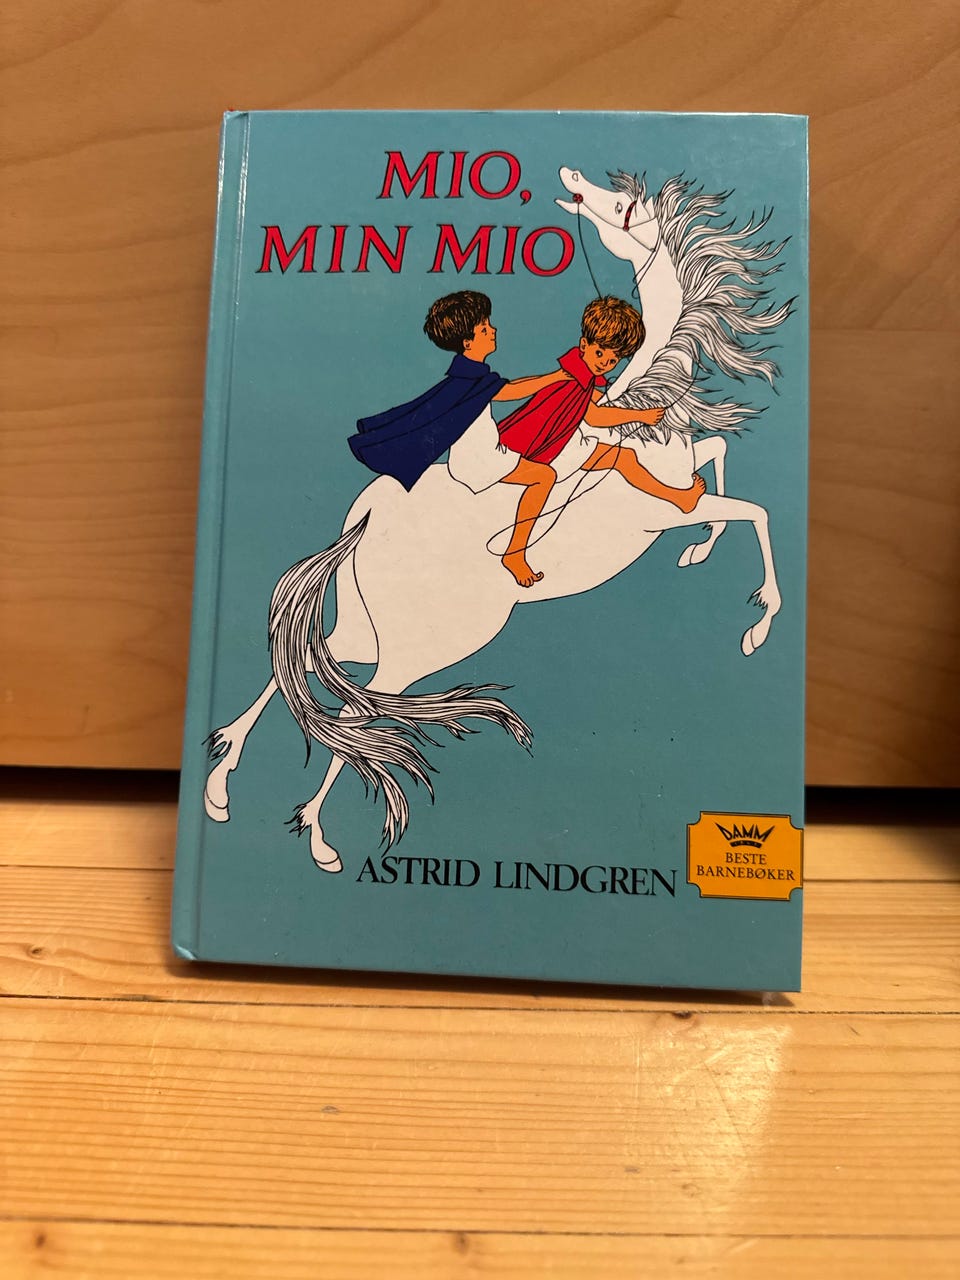 MIO,
MIN MIO
ASTRID LINDGREN
DAMM
BESTE
BARNEBØKER